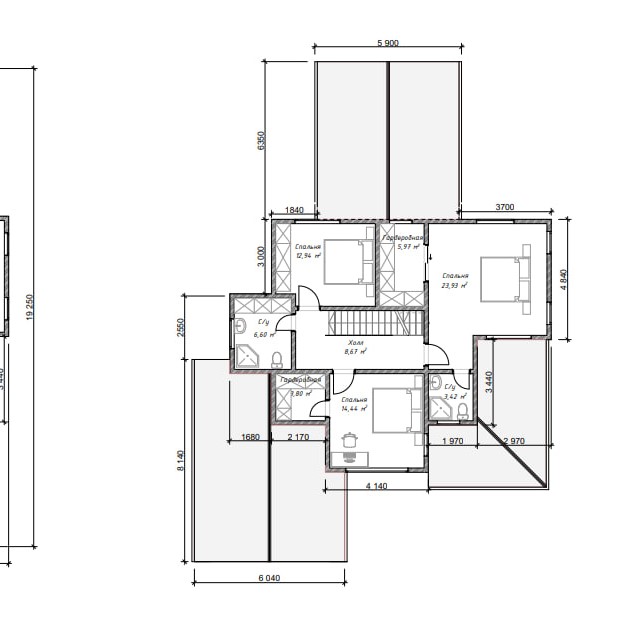 5 900
6350
1840
3700
Гардеробная
5,97 м²
Спальня
12,94 м²
3 000
Спальня
23,93 м²
4 840
19 250
2550
С/у
6,60 м²
Холл
8,67 м²
3 440
3 440
Гардеробная
3,80 м²
Спальня
14,44 м²
С/у
3,42 м²
1680
2 170
1 970
2 970
8 140
4 140
6 040